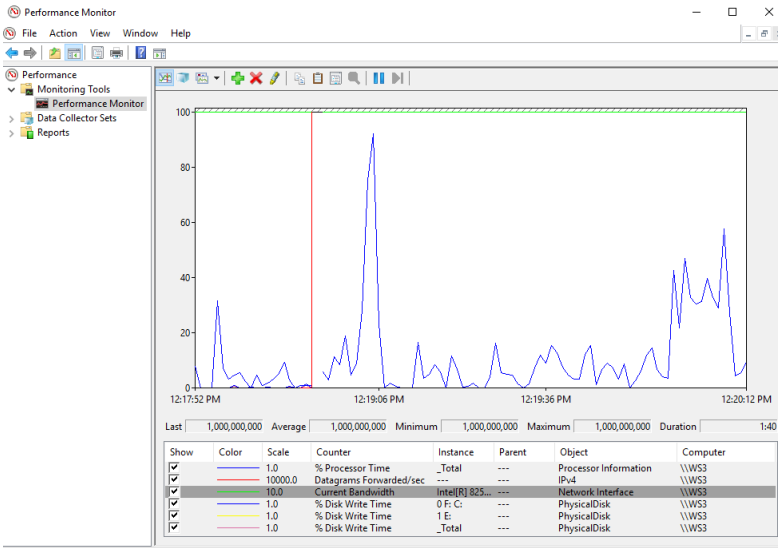 Performance Monitor
File Action View Window Help
Performance
Monitoring Tools
Performance Monitor
Data Collector Sets
Reports
100
80
60
40
20
0
12:17:52 PM 12:19:06 PM 12:19:36 PM 12:20:12 PM
Last 1,000,000,000 Average 1,000,000,000 Minimum 1,000,000,000 Maximum 1,000,000,000 Duration 1:40
Show Color Scale Counter Instance Parent Object Computer
1.0 % Processor Time _Total --- Processor Information \\WS3
10000.0 Datagrams Forwarded/sec --- --- IPv4 \\WS3
10.0 Current Bandwidth Intel[R] 825... --- Network Interface \\WS3
1.0 % Disk Write Time 0 F: C: --- PhysicalDisk \\WS3
1.0 % Disk Write Time 1 E: --- PhysicalDisk \\WS3
1.0 % Disk Write Time _Total --- PhysicalDisk \\WS3